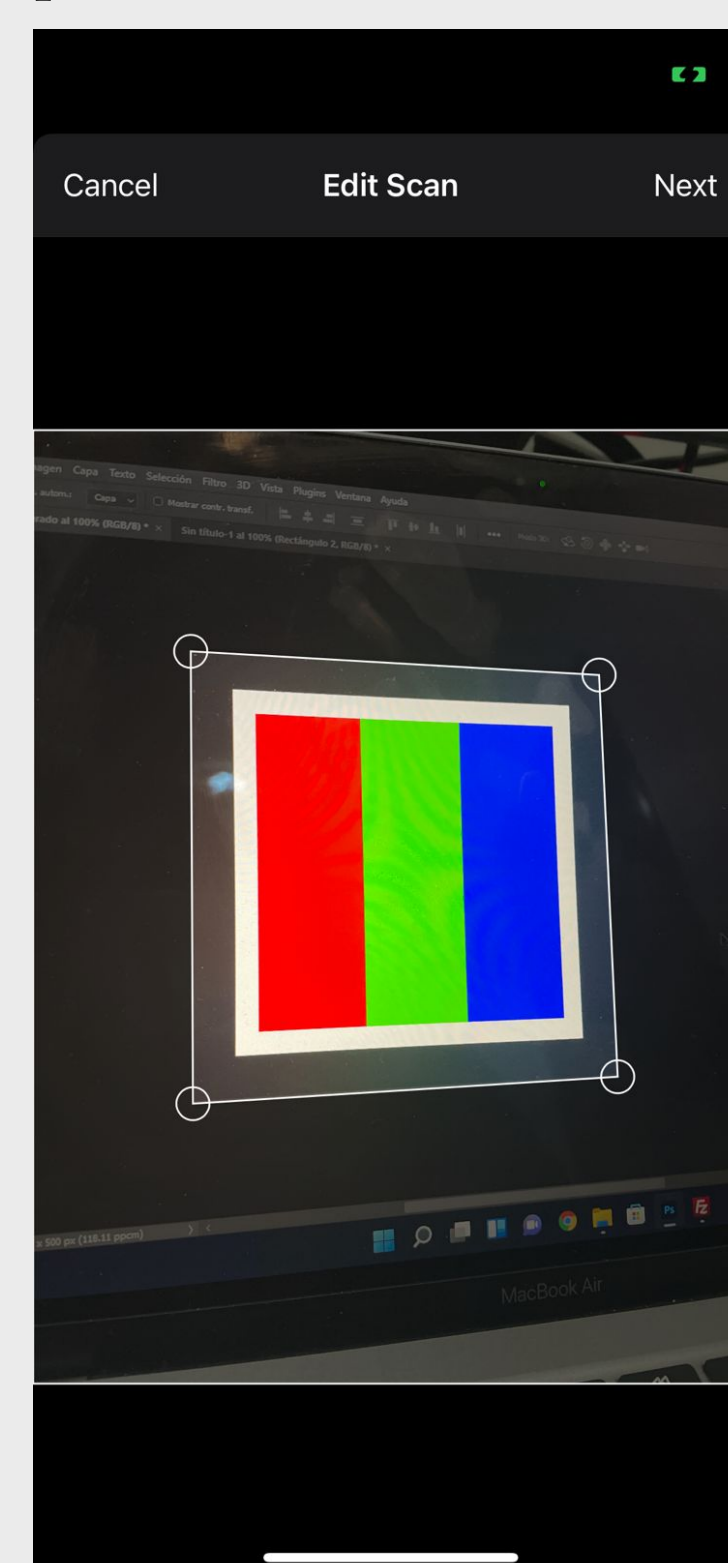 Cancel
Edit Scan
Next
agen Capa Texto Selección Filtro 3D Vista Plugins Ventana Ayuda
autom.: Capa Mostrar contr. transf.
rado al 100% (RGB/8) * × Sin título-1 al 100% (Rectángulo 2, RGB/8) * ×
x 500 px (118.11 ppcm)
Ps
Fz
MacBook Air